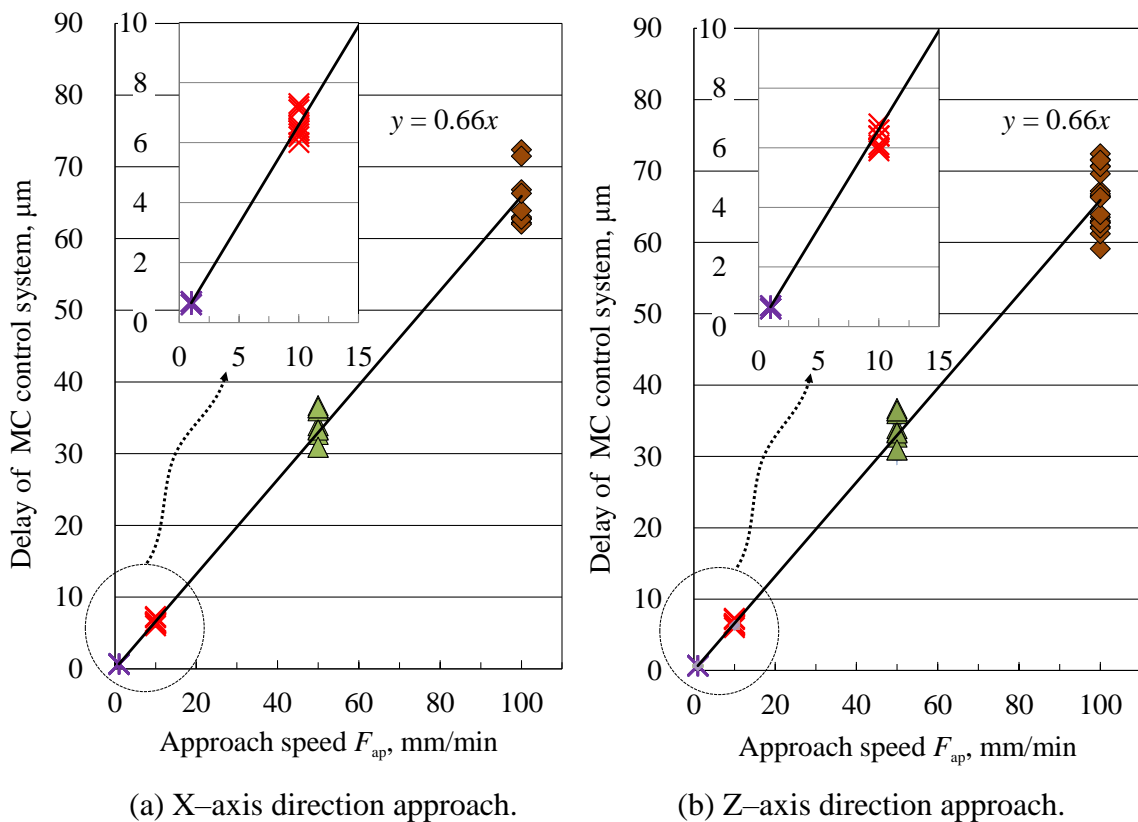 90
80
70
60
50
40
30
20
10
0
0 20 40 60 80 100
10
8
6
4
2
0
0 5 10 15
y = 0.66x
Delay of MC control system, μm
Approach speed Fap, mm/min
(a) X–axis direction approach.
90
80
70
60
50
40
30
20
10
0
0 20 40 60 80 100
10
8
6
4
2
0
0 5 10 15
y = 0.66x
Delay of MC control system, μm
Approach speed Fap, mm/min
(b) Z–axis direction approach.